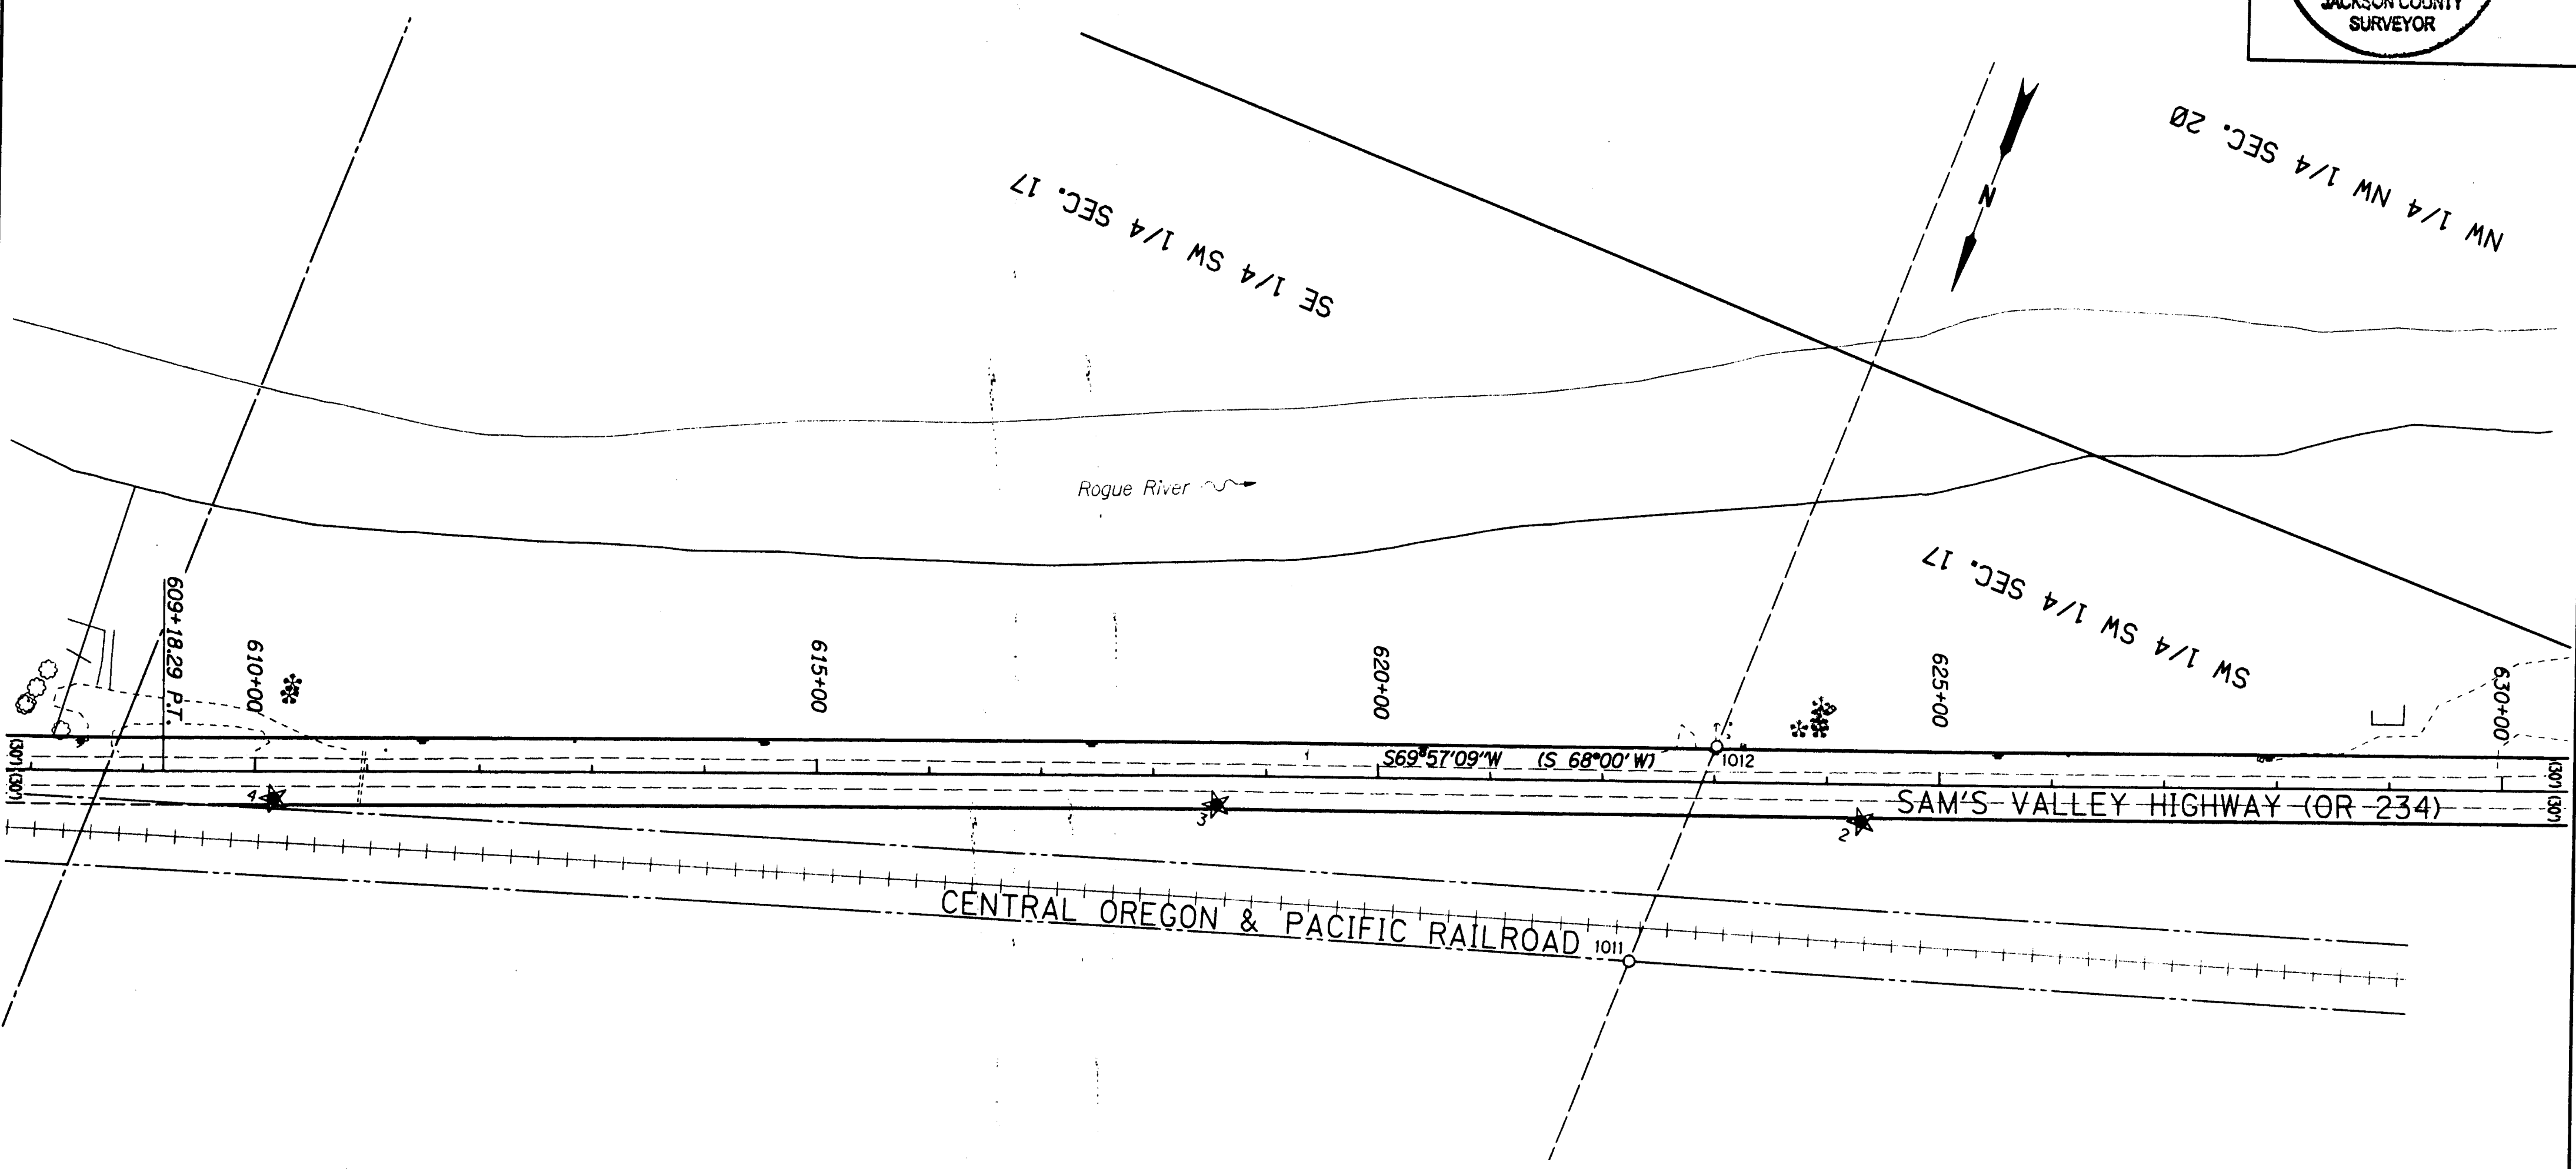 JACKSON COUNTY
SURVEYOR
NW 1/4 NW 1/4 SEC. 20
N
SE 1/4 SW 1/4 SEC. 17
Rogue River
SW 1/4 SW 1/4 SEC. 17
609+18.29 P.T.
610+00
615+00
620+00
625+00
630+00
(30')
(30')
S69°57'09"W (S 68°00'W)
1012
(30')
(30')
4
3
2
SAM'S VALLEY HIGHWAY (OR 234)
CENTRAL OREGON & PACIFIC RAILROAD
1011